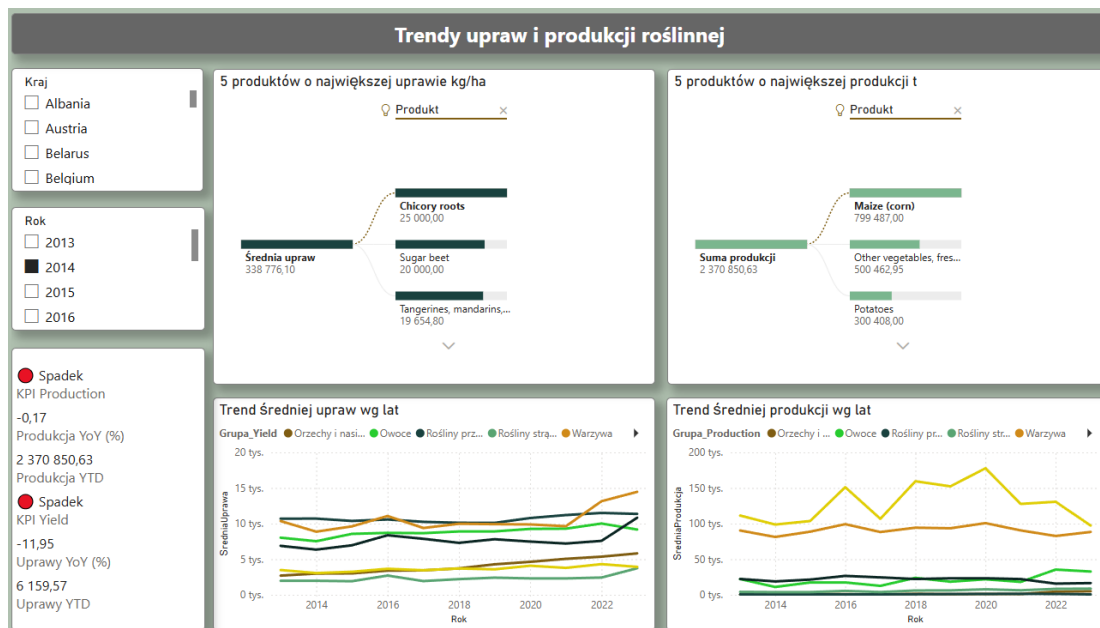 Trendy upraw i produkcji roślinnej
Kraj
Albania
Austria
Belarus
Belgium
Rok
2013
2014
2015
2016
Spadek
KPI Production
-0,17
Produkcja YoY (%)
2 370 850,63
Produkcja YTD
Spadek
KPI Yield
-11,95
Uprawy YoY (%)
6 159,57
Uprawy YTD
5 produktów o największej uprawie kg/ha
Produkt
Chicory roots
25 000,00
Średnia upraw
338 776,10
Sugar beet
20 000,00
Tangerines, mandarins,...
19 654,80
5 produktów o największej produkcji t
Produkt
Maize (corn)
799 487,00
Suma produkcji
2 370 850,63
Other vegetables, fres...
500 462,95
Potatoes
300 408,00
Trend Średniej upraw wg lat
Grupa_Yield Orzechy i nasi... Owoce Rośliny prz... Rośliny strą... Warzywa
20 tys.
15 tys.
10 tys.
5 tys.
0 tys.
ŚredniaUprawa
2014 2016 2018 2020 2022
Rok
Trend Średniej produkcji wg lat
Grupa_Production Orzechy i ... Owoce Rośliny pr... Rośliny str... Warzywa
200 tys.
150 tys.
100 tys.
50 tys.
0 tys.
ŚredniaProdukcja
2014 2016 2018 2020 2022
Rok